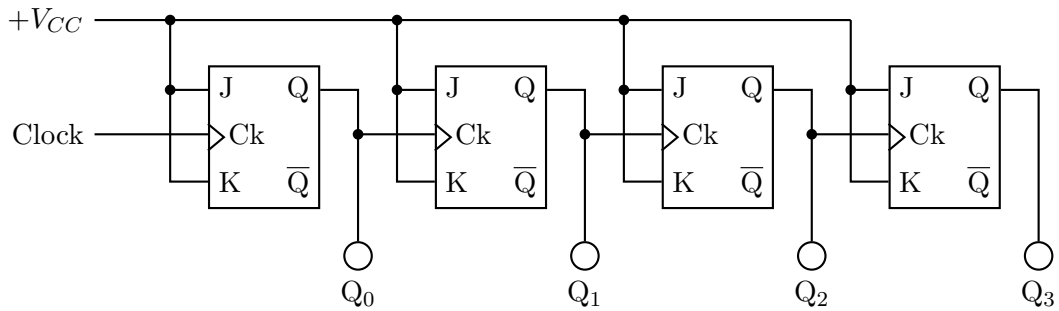 +V_CC
J Q J Q J Q J Q
Clock Ck Ck Ck Ck
K Q̅ K Q̅ K Q̅ K Q̅
Q₀ Q₁ Q₂ Q₃